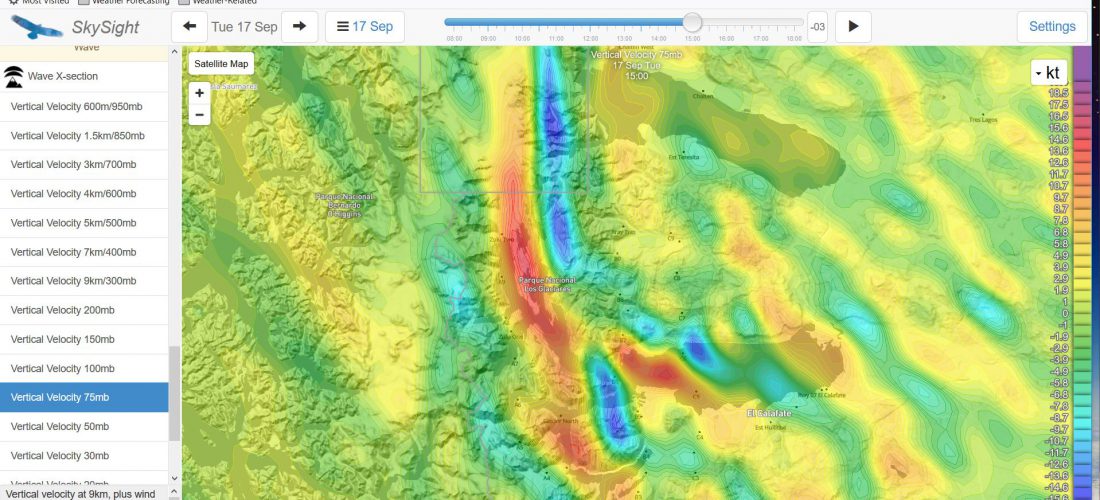 Most Visited Weather Forecasting Weather-Related
SkySight
Tue 17 Sep
17 Sep
08:00 09:00 10:00 11:00 12:00 13:00 14:00 15:00 16:00 17:00 18:00
-03
Settings
Wave
Wave X-section
Vertical Velocity 600m/950mb
Vertical Velocity 1.5km/850mb
Vertical Velocity 3km/700mb
Vertical Velocity 4km/600mb
Vertical Velocity 5km/500mb
Vertical Velocity 7km/400mb
Vertical Velocity 9km/300mb
Vertical Velocity 200mb
Vertical Velocity 150mb
Vertical Velocity 100mb
Vertical Velocity 75mb
Vertical Velocity 50mb
Vertical Velocity 30mb
Vertical Velocity 20mb
Vertical velocity at 9km, plus wind
Satellite Map
+
−
Chalten West
Vertical Velocity 75mb
17 Sep Tue
15:00
Chalten
Tres Lagos
Est Teresita
Parque Nacional
Bernardo
O'Higgins
Parque Nacional
Los Glaciares
El Calafate
kt
18.5
17.5
16.5
15.6
14.6
13.6
12.6
11.7
10.7
9.7
8.7
7.8
6.8
5.8
4.9
3.9
2.9
1.9
1
0
-1
-1.9
-2.9
-3.9
-4.9
-5.8
-6.8
-7.8
-8.7
-9.7
-10.7
-11.7
-12.6
-13.6
-14.6
-15.6